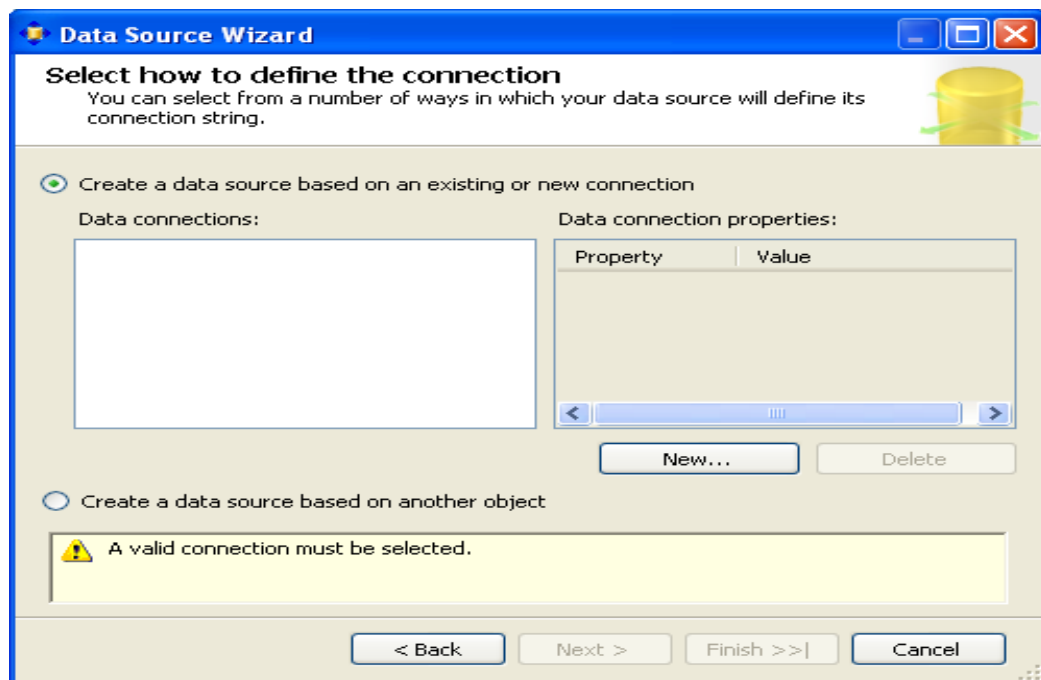 Data Source Wizard
Select how to define the connection
You can select from a number of ways in which your data source will define its
connection string.
Create a data source based on an existing or new connection
Data connections:
Data connection properties:
Property
Value
New...
Delete
Create a data source based on another object
A valid connection must be selected.
< Back
Next >
Finish >>|
Cancel